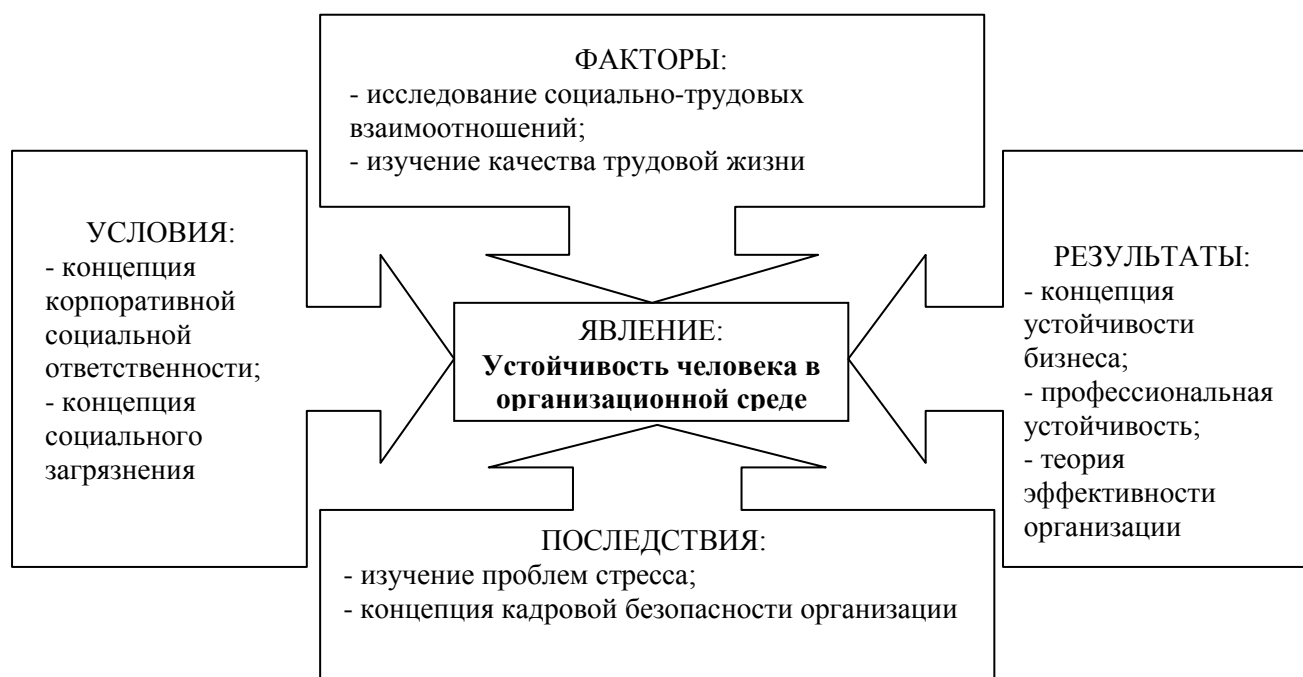 ФАКТОРЫ:
- исследование социально-трудовых
взаимоотношений;
- изучение качества трудовой жизни
УСЛОВИЯ:
- концепция
корпоративной
социальной
ответственности;
- концепция
социального
загрязнения
ЯВЛЕНИЕ:
Устойчивость человека в
организационной среде
РЕЗУЛЬТАТЫ:
- концепция
устойчивости
бизнеса;
- профессиональная
устойчивость;
- теория
эффективности
организации
ПОСЛЕДСТВИЯ:
- изучение проблем стресса;
- концепция кадровой безопасности организации